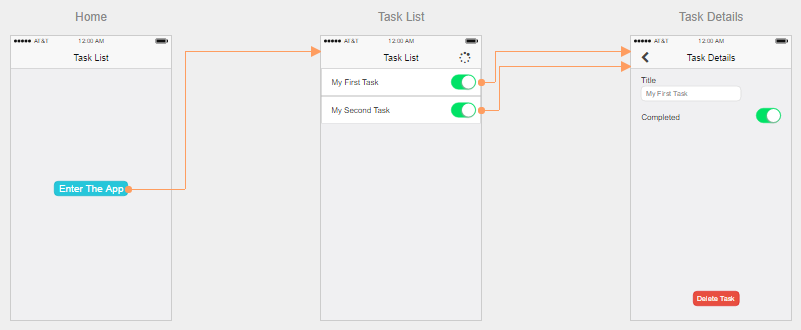 Home
AT&T 12:00 AM
Task List
Enter The App
Task List
AT&T 12:00 AM
Task List
My First Task
My Second Task
Task Details
AT&T 12:00 AM
Task Details
Title
My First Task
Completed
Delete Task